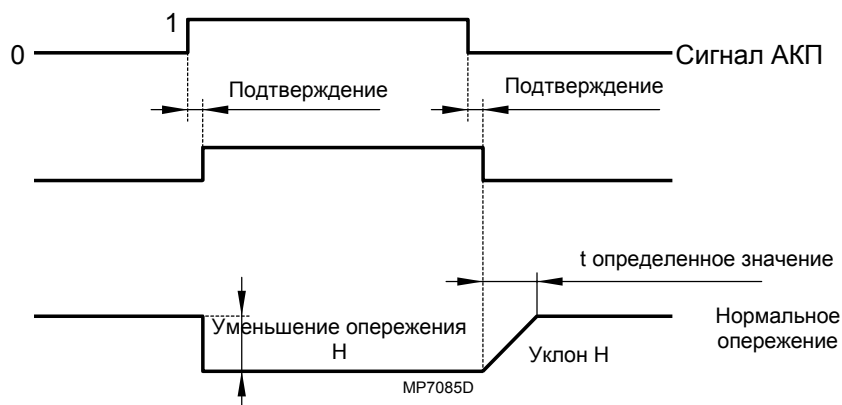 1
0
Сигнал АКП
Подтверждение
Подтверждение
t определенное значение
Уменьшение опережения
H
Уклон H
Нормальное
опережение
MP7085D